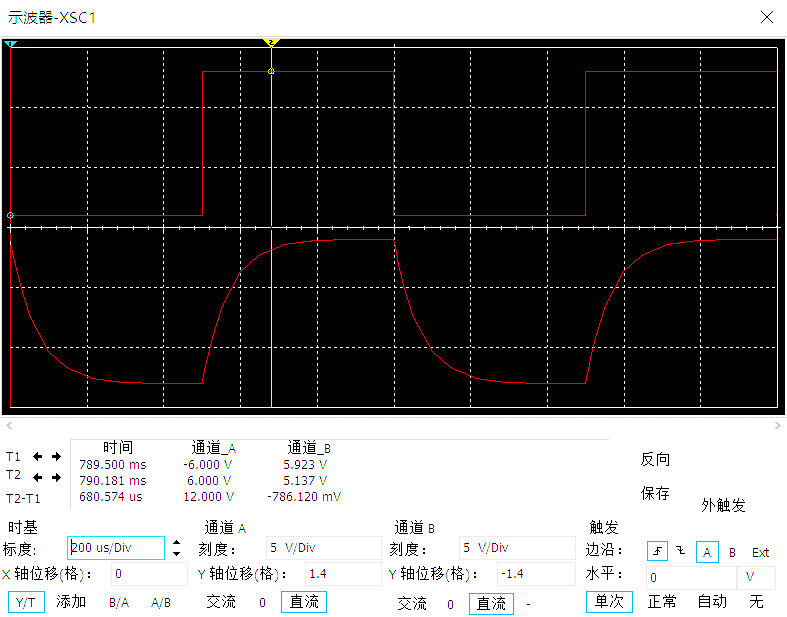 示波器-XSC1
1
2
时间 通道_A 通道_B
T1 789.500 ms -6.000 V 5.923 V
T2 790.181 ms 6.000 V 5.137 V
T2-T1 680.574 us 12.000 V -786.120 mV
反向
保存
外触发
时基 通道 A 通道 B 触发
标度: 200 us/Div 刻度: 5 V/Div 刻度: 5 V/Div 边沿: A B Ext
X 轴位移(格): 0 Y 轴位移(格): 1.4 Y 轴位移(格): -1.4 水平: 0 V
Y/T 添加 B/A A/B 交流 0 直流 交流 0 直流 - 单次 正常 自动 无